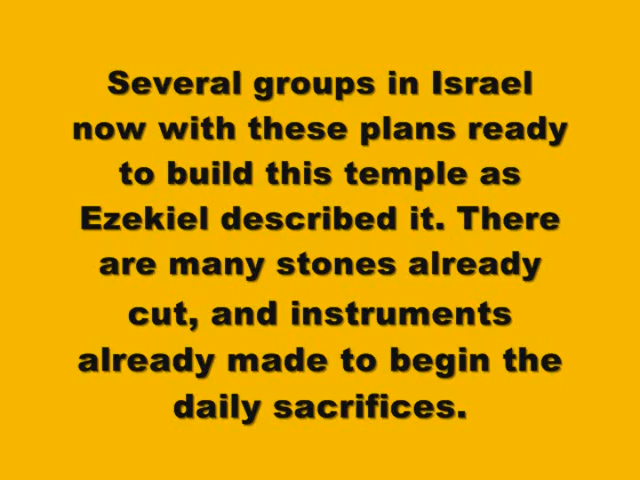 Several groups in Israel
now with these plans ready
to build this temple as
Ezekiel described it. There
are many stones already
cut, and instruments
already made to begin the
daily sacrifices.